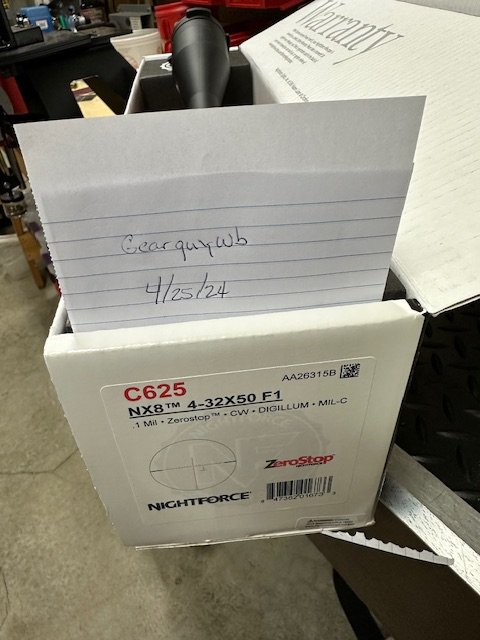 Warranty
Gearguywb
4/25/24
C625
AA26315B
NX8™ 4-32X50 F1
.1 Mil • Zerostop™ • CW • DIGILLUM • MIL-C
ZeroStop
NIGHTFORCE